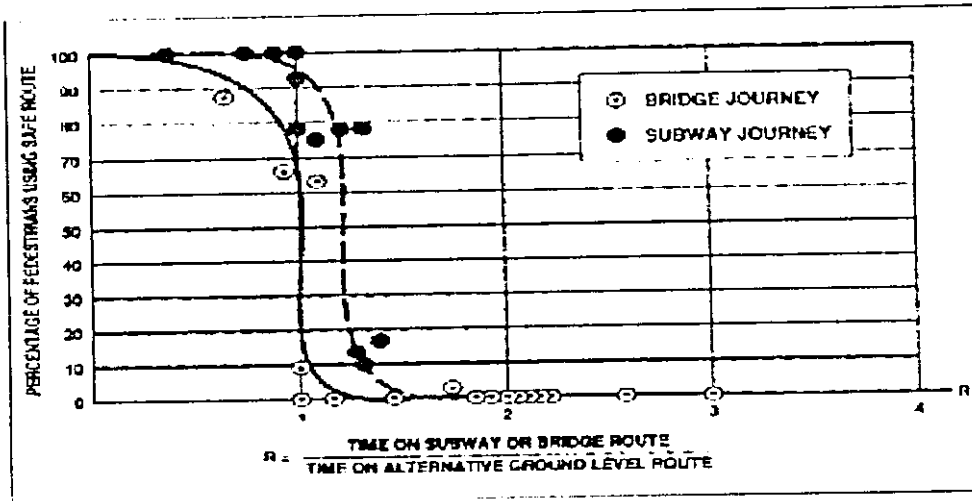 PERCENTAGE OF PEDESTRIANS USING SAFE ROUTE
100
90
80
70
60
50
40
30
20
10
0
BRIDGE JOURNEY
SUBWAY JOURNEY
1
2
3
4
R
R = TIME ON SUBWAY OR BRIDGE ROUTE
TIME ON ALTERNATIVE GROUND LEVEL ROUTE